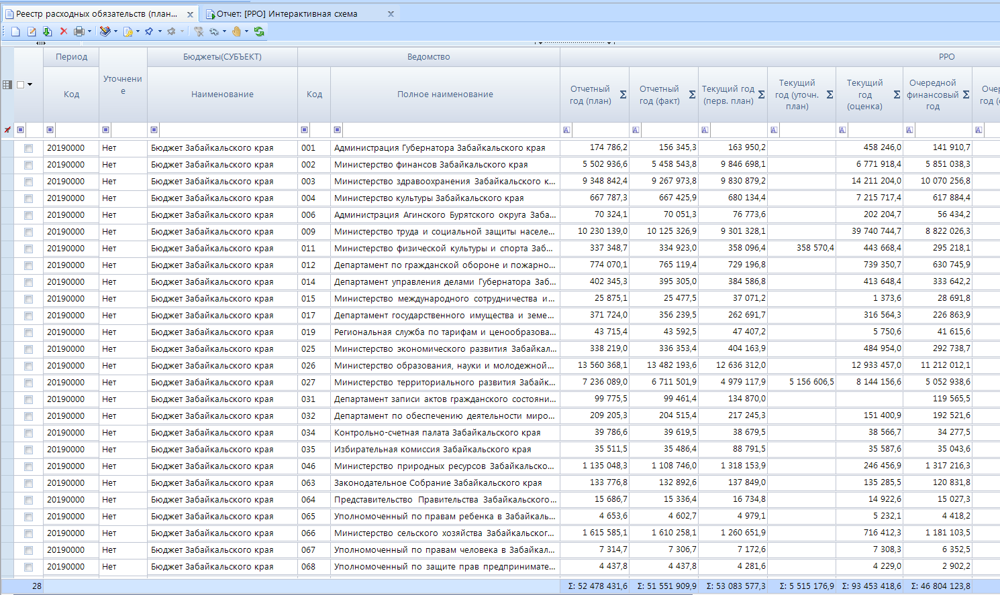 Реестр расходных обязательств (план... Отчет: [РРО] Интерактивная схема
Период Бюджеты(СУБЪЕКТ) Ведомство РРО
Код Уточнени
е Наименование Код Полное наименование
Отчетный
год (план) Σ
Отчетный
год (факт) Σ
Текущий год
(перв. план) Σ
Текущий
год (уточн.
план) Σ
Текущий
год
(оценка) Σ
Очередной
финансовый
год Σ
20190000 Нет Бюджет Забайкальского края 001 Администрация Губернатора Забайкальского края 174 786,2 156 345,3 163 950,2 458 246,0 141 910,7
20190000 Нет Бюджет Забайкальского края 002 Министерство финансов Забайкальского края 5 502 936,6 5 458 543,8 9 846 698,1 6 771 918,4 5 851 038,3
20190000 Нет Бюджет Забайкальского края 003 Министерство здравоохранения Забайкальского к... 9 348 842,4 9 267 973,8 9 830 879,2 14 211 204,0 10 070 256,8
20190000 Нет Бюджет Забайкальского края 004 Министерство культуры Забайкальского края 667 787,3 667 425,9 680 134,4 7 215 717,4 617 884,4
20190000 Нет Бюджет Забайкальского края 006 Администрация Агинского Бурятского округа Заба... 70 324,1 70 051,3 76 773,6 202 204,7 56 434,2
20190000 Нет Бюджет Забайкальского края 009 Министерство труда и социальной защиты населе... 10 230 139,0 10 125 326,9 9 301 328,1 39 740 744,7 8 822 026,3
20190000 Нет Бюджет Забайкальского края 011 Министерство физической культуры и спорта Заб... 337 348,7 334 923,0 358 096,4 358 570,4 443 668,4 295 218,1
20190000 Нет Бюджет Забайкальского края 012 Департамент по гражданской обороне и пожарно... 774 070,1 765 119,4 729 196,8 739 350,7 630 745,9
20190000 Нет Бюджет Забайкальского края 014 Департамент управления делами Губернатора Заб... 402 345,3 395 305,0 384 586,8 413 648,4 333 642,2
20190000 Нет Бюджет Забайкальского края 015 Министерство международного сотрудничества и... 25 875,1 25 477,5 37 071,2 1 373,6 28 691,8
20190000 Нет Бюджет Забайкальского края 017 Департамент государственного имущества и земе... 371 724,0 356 239,5 262 691,7 316 564,3 226 863,9
20190000 Нет Бюджет Забайкальского края 019 Региональная служба по тарифам и ценообразова... 43 715,4 43 592,5 47 407,2 5 750,6 41 615,6
20190000 Нет Бюджет Забайкальского края 025 Министерство экономического развития Забайкал... 338 219,0 336 353,4 404 163,9 484 954,0 292 738,7
20190000 Нет Бюджет Забайкальского края 026 Министерство образования, науки и молодежной... 13 560 368,1 13 482 193,6 12 636 312,0 12 933 457,0 11 212 012,1
20190000 Нет Бюджет Забайкальского края 027 Министерство территориального развития Забайк... 7 236 089,0 6 711 501,9 4 979 117,9 5 156 606,5 8 144 156,6 5 052 938,6
20190000 Нет Бюджет Забайкальского края 031 Департамент записи актов гражданского состояни... 99 775,5 99 461,4 134 870,0 119 565,5
20190000 Нет Бюджет Забайкальского края 032 Департамент по обеспечению деятельности миро... 209 205,3 204 515,4 217 245,3 151 400,9 192 521,6
20190000 Нет Бюджет Забайкальского края 034 Контрольно-счетная палата Забайкальского края 39 786,6 39 619,5 38 679,5 38 566,7 34 277,5
20190000 Нет Бюджет Забайкальского края 035 Избирательная комиссия Забайкальского края 35 511,5 35 486,4 88 791,5 35 587,6 35 043,6
20190000 Нет Бюджет Забайкальского края 046 Министерство природных ресурсов Забайкальско... 1 135 048,3 1 108 746,0 1 318 153,9 246 456,9 1 317 216,3
20190000 Нет Бюджет Забайкальского края 063 Законодательное Собрание Забайкальского края 133 776,8 132 892,6 137 849,0 135 285,5 120 831,8
20190000 Нет Бюджет Забайкальского края 064 Представительство Правительства Забайкальского... 15 686,7 15 336,4 16 734,8 14 922,6 15 027,3
20190000 Нет Бюджет Забайкальского края 065 Уполномоченный по правам ребенка в Забайкаль... 4 653,6 4 602,7 4 979,1 5 232,1 4 418,2
20190000 Нет Бюджет Забайкальского края 066 Министерство сельского хозяйства Забайкальског... 1 615 585,1 1 610 258,1 1 260 651,9 716 412,3 1 181 103,5
20190000 Нет Бюджет Забайкальского края 067 Уполномоченный по правам человека в Забайкал... 7 314,7 7 306,7 7 172,6 7 308,3 6 352,5
20190000 Нет Бюджет Забайкальского края 068 Уполномоченный по защите прав предпринимате... 4 437,8 4 437,8 4 281,6 4 229,0 2 902,2
28 Σ: 52 478 431,6 Σ: 51 551 909,9 Σ: 53 083 577,3 Σ: 5 515 176,9 Σ: 93 453 418,6 Σ: 46 804 123,8